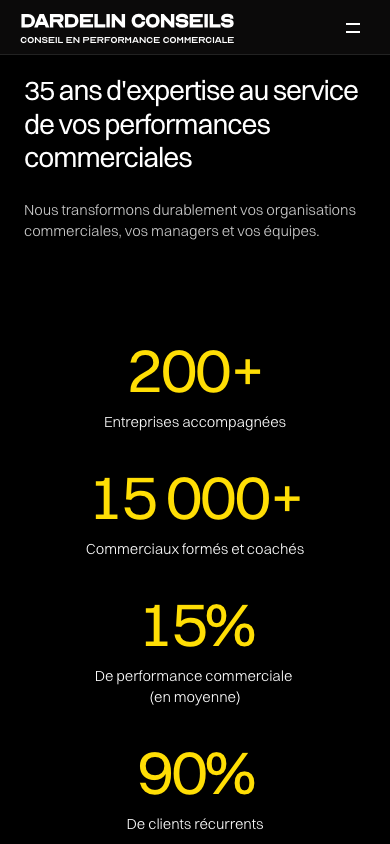 DARDELIN CONSEILS
CONSEIL EN PERFORMANCE COMMERCIALE
35 ans d'expertise au service
de vos performances
commerciales
Nous transformons durablement vos organisations
commerciales, vos managers et vos équipes.
200+
Entreprises accompagnées
15 000+
Commerciaux formés et coachés
15%
De performance commerciale
(en moyenne)
90%
De clients récurrents